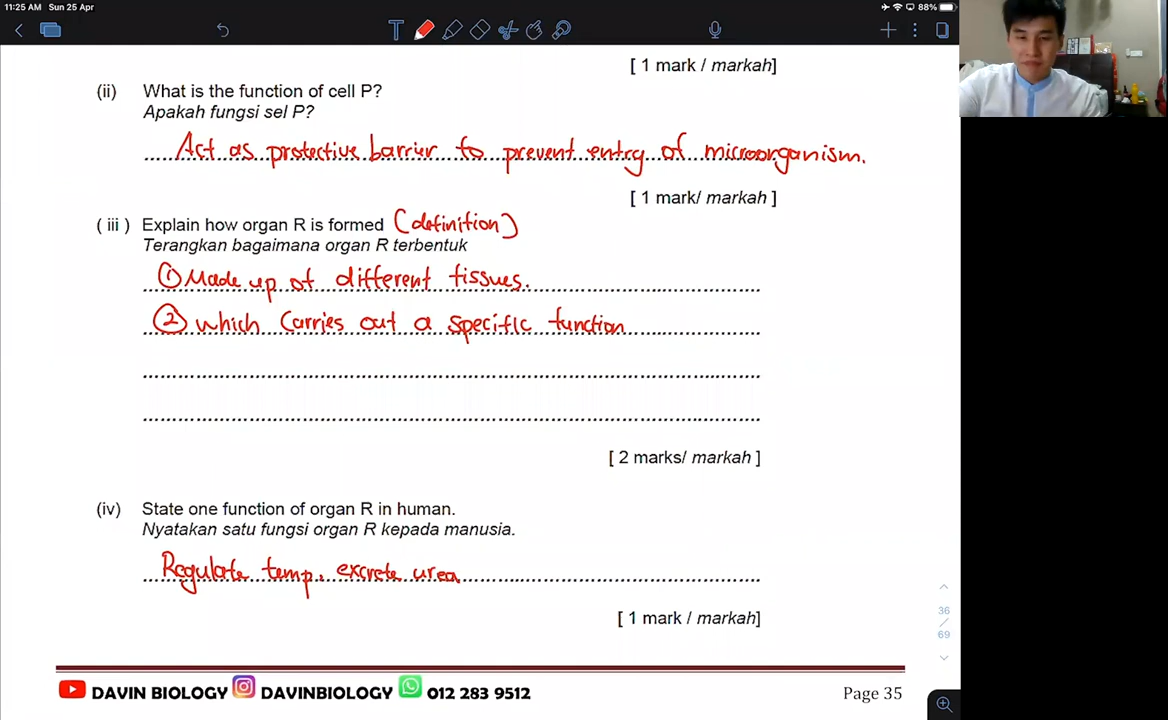 11:25 AM Sun 25 Apr 88%
[ 1 mark / markah]
(ii) What is the function of cell P?
Apakah fungsi sel P?
Act as protective barrier to prevent entry of microorganism.
[ 1 mark/ markah ]
( iii ) Explain how organ R is formed (definition)
Terangkan bagaimana organ R terbentuk
① Made up of different tissues.
② which carries out a specific function
[ 2 marks/ markah ]
(iv) State one function of organ R in human.
Nyatakan satu fungsi organ R kepada manusia.
Regulate temp. excrete urea
[ 1 mark / markah]
36
/
69
DAVIN BIOLOGY DAVINBIOLOGY 012 283 9512
Page 35